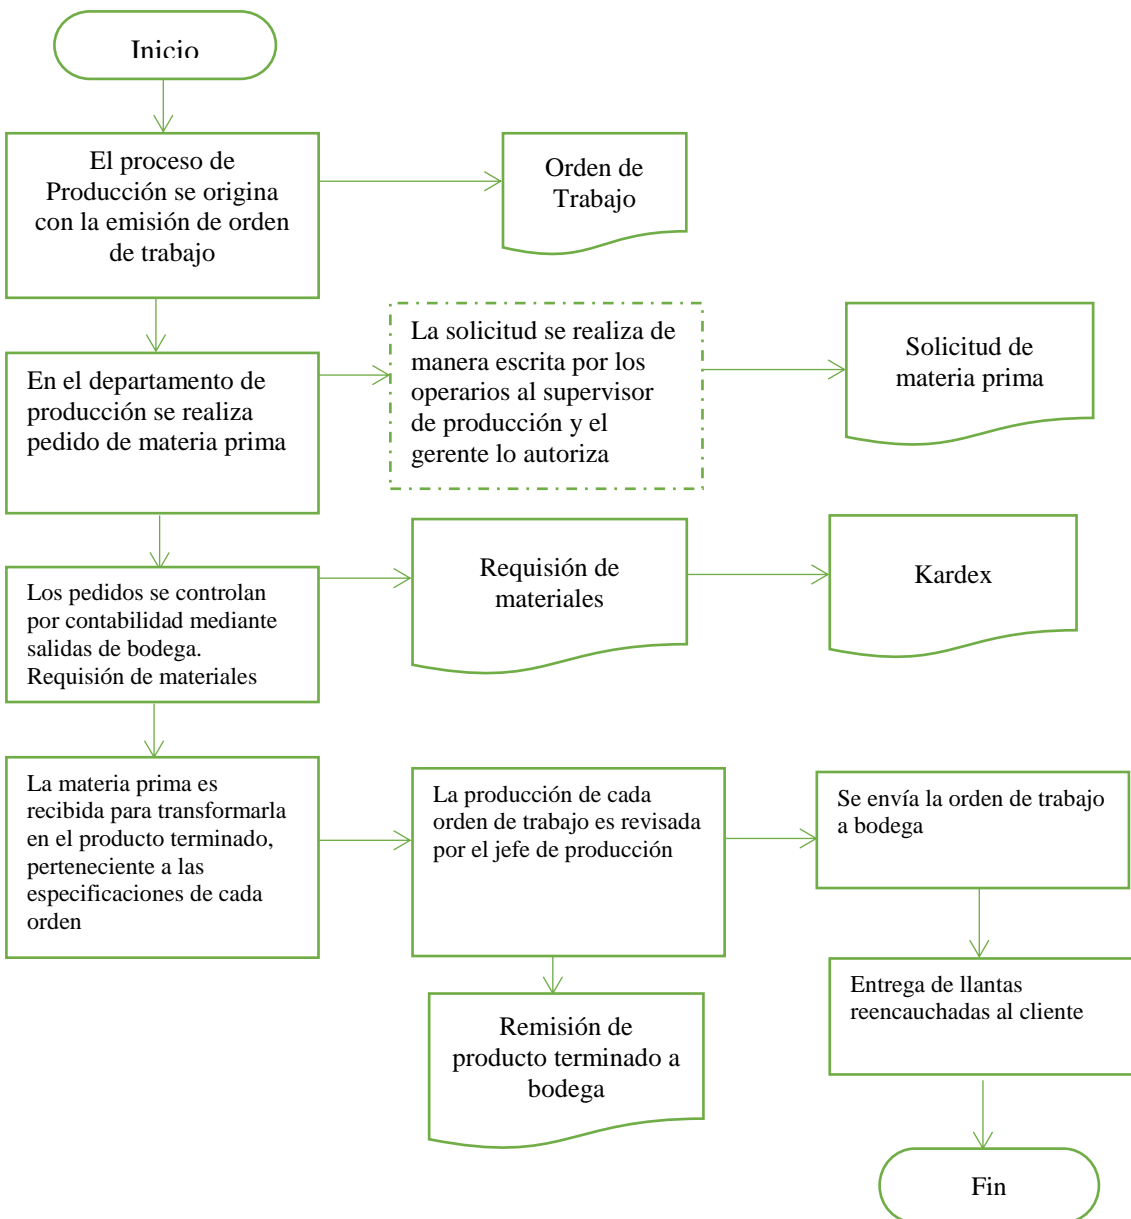 Inicio
El proceso de
Producción se origina
con la emisión de orden
de trabajo
Orden de
Trabajo
En el departamento de
producción se realiza
pedido de materia prima
La solicitud se realiza de
manera escrita por los
operarios al supervisor
de producción y el
gerente lo autoriza
Solicitud de
materia prima
Los pedidos se controlan
por contabilidad mediante
salidas de bodega.
Requisión de materiales
Requisión de
materiales
Kardex
La materia prima es
recibida para transformarla
en el producto terminado,
perteneciente a las
especificaciones de cada
orden
La producción de cada
orden de trabajo es revisada
por el jefe de producción
Se envía la orden de trabajo
a bodega
Remisión de
producto terminado a
bodega
Entrega de llantas
reencauchadas al cliente
Fin